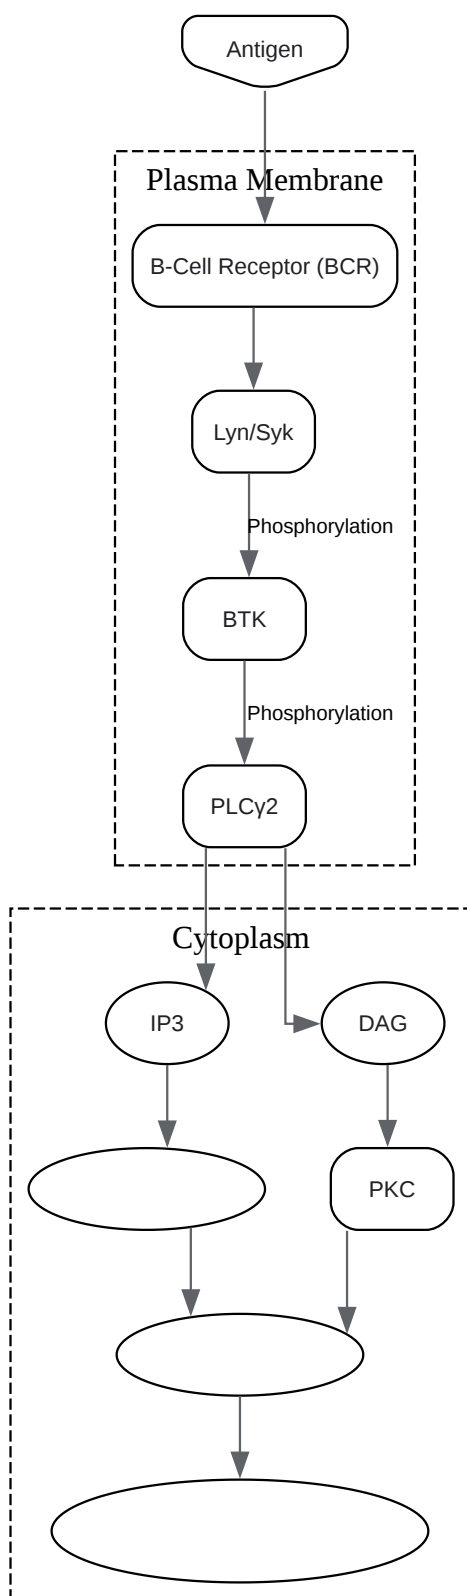 Antigen
Plasma Membrane
B-Cell Receptor (BCR)
Lyn/Syk
Phosphorylation
BTK
Phosphorylation
PLCγ2
Cytoplasm
IP3
DAG
PKC